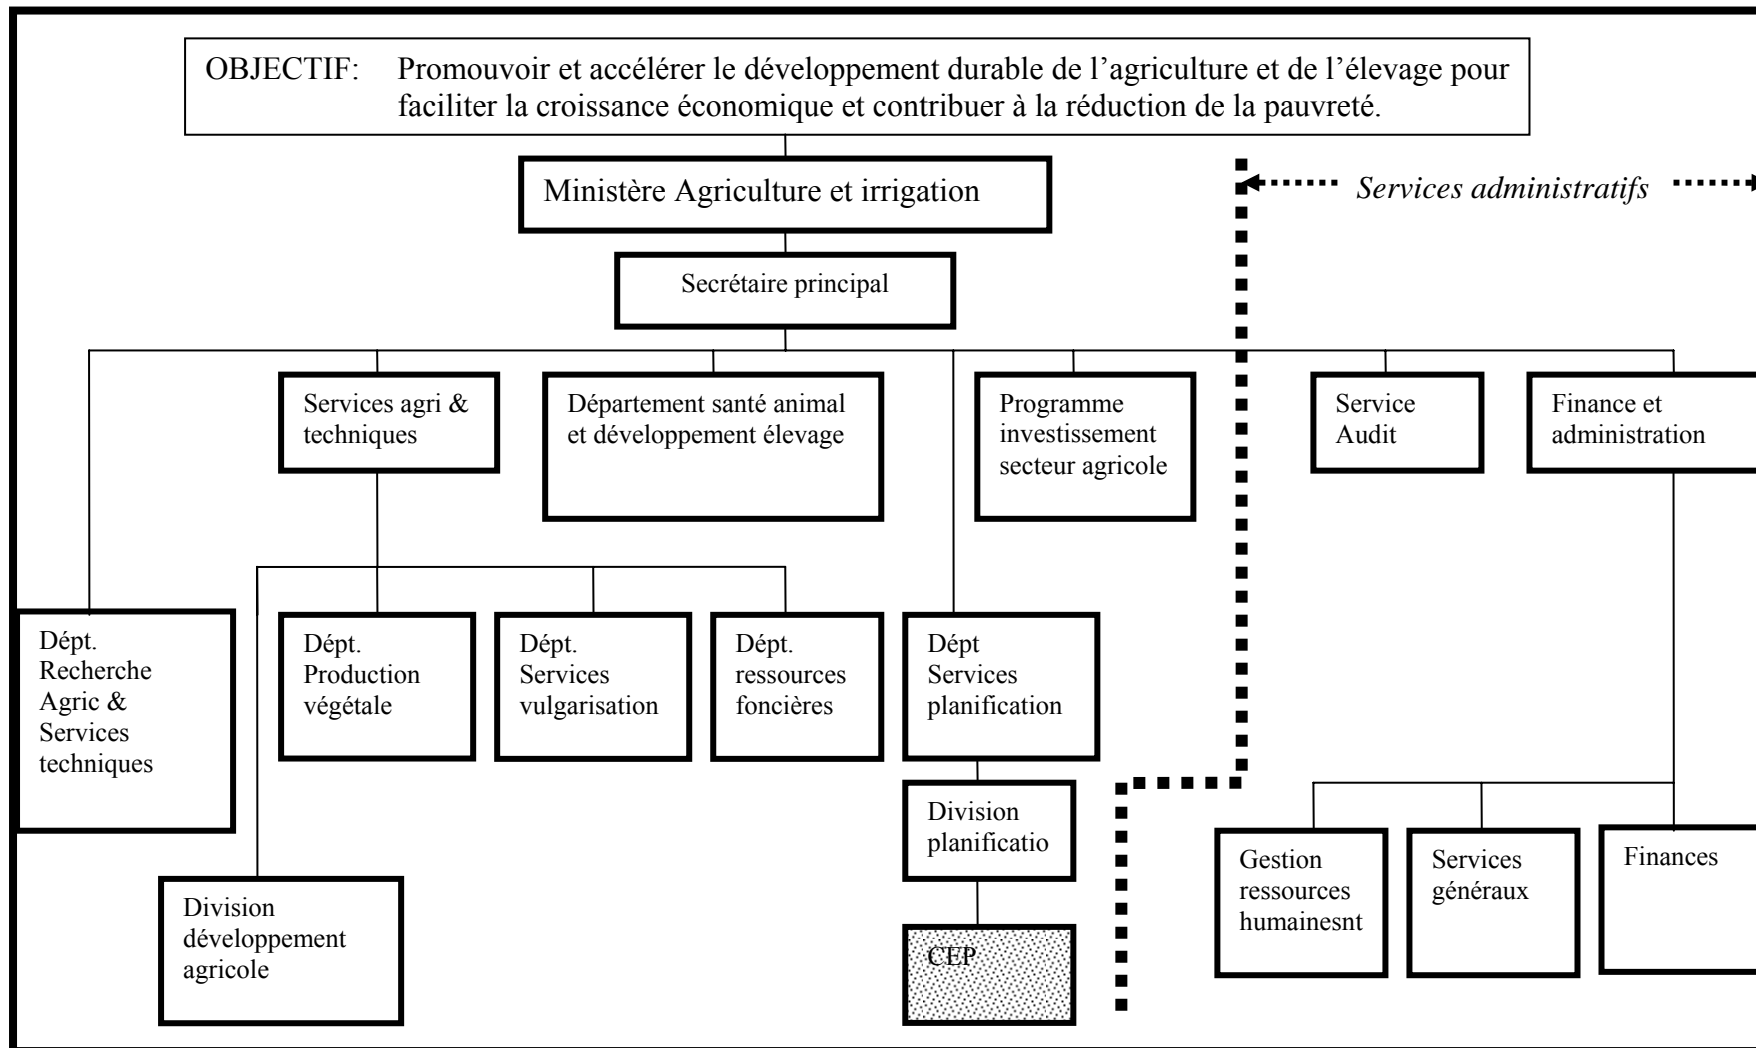 OBJECTIF: Promouvoir et accélérer le développement durable de l’agriculture et de l’élevage pour
faciliter la croissance économique et contribuer à la réduction de la pauvreté.
Ministère Agriculture et irrigation
Services administratifs
Secrétaire principal
Services agri &
techniques
Département santé animal
et développement élevage
Programme
investissement
secteur agricole
Service
Audit
Finance et
administration
Dépt.
Recherche
Agric &
Services
techniques
Dépt.
Production
végétale
Dépt.
Services
vulgarisation
Dépt.
ressources
foncières
Dépt
Services
planification
Division
planificatio
Gestion
ressources
humainesnt
Services
généraux
Finances
Division
développement
agricole
CEP